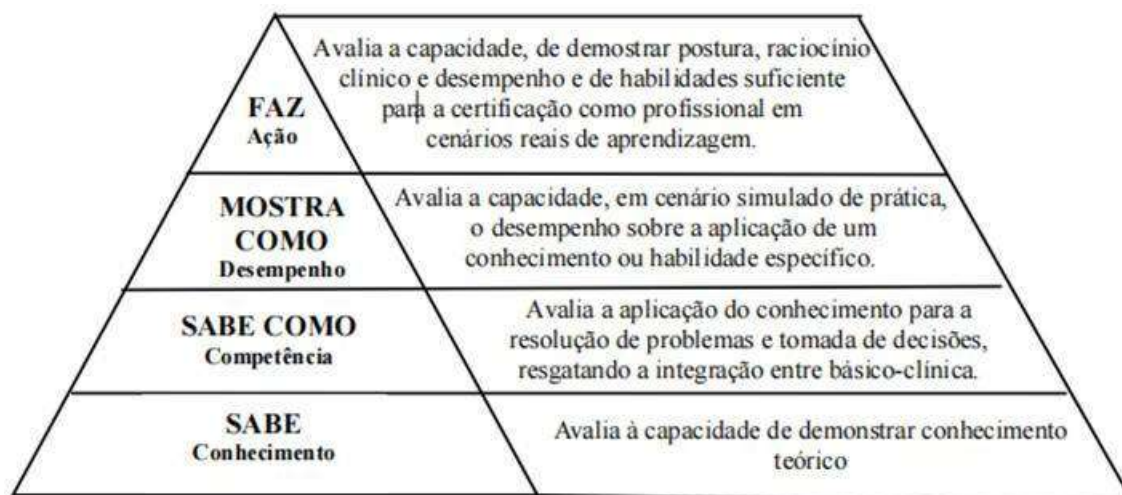 FAZ
Ação
Avalia a capacidade, de demostrar postura, raciocínio
clínico e desempenho e de habilidades suficiente
para a certificação como profissional em
cenários reais de aprendizagem.
MOSTRA
COMO
Desempenho
Avalia a capacidade, em cenário simulado de prática,
o desempenho sobre a aplicação de um
conhecimento ou habilidade específico.
SABE COMO
Competência
Avalia a aplicação do conhecimento para a
resolução de problemas e tomada de decisões,
resgatando a integração entre básico-clínica.
SABE
Conhecimento
Avalia à capacidade de demonstrar conhecimento
teórico